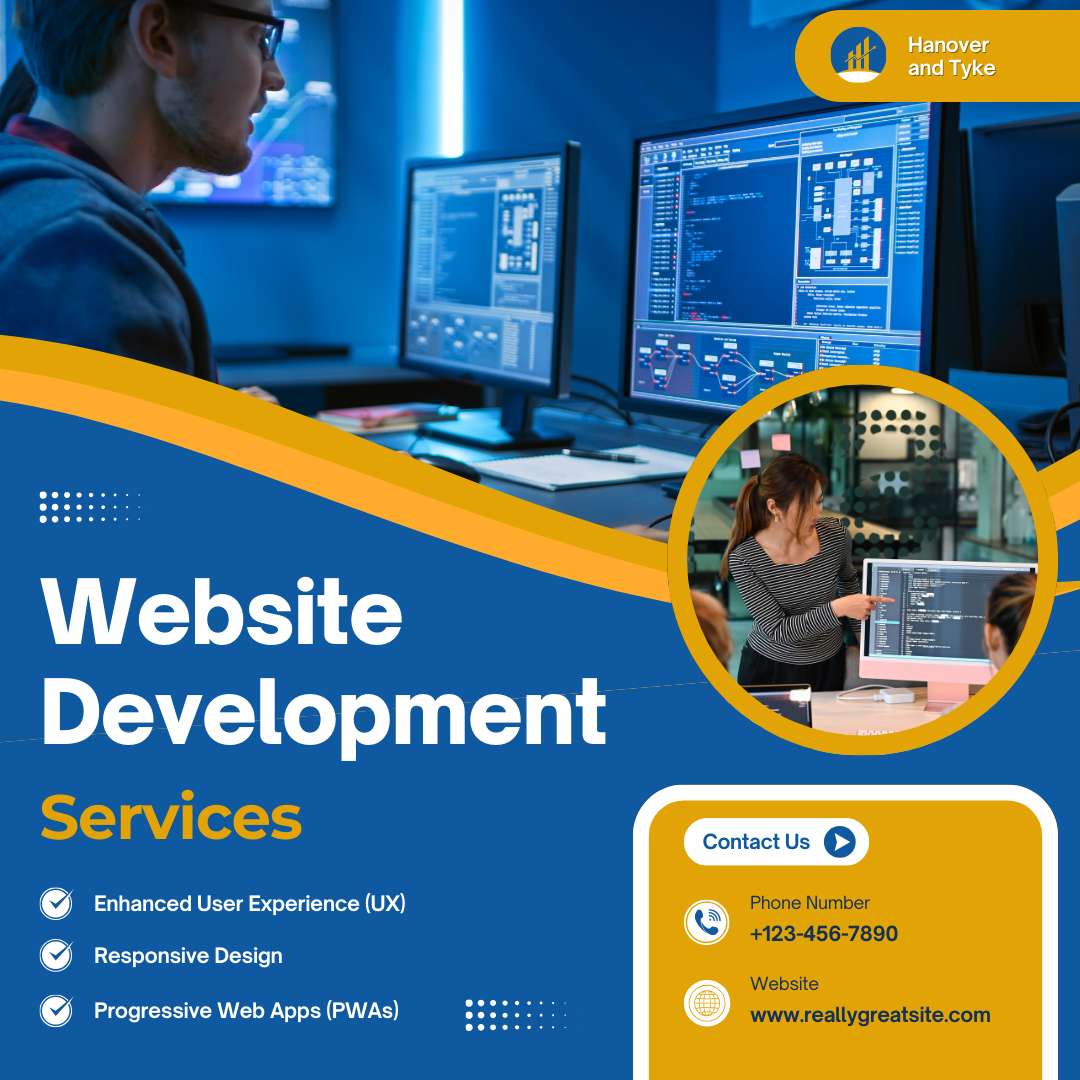 Hanover
and Tyke
Website
Development
Services
Enhanced User Experience (UX)
Responsive Design
Progressive Web Apps (PWAs)
Contact Us
Phone Number
+123-456-7890
Website
www.reallygreatsite.com